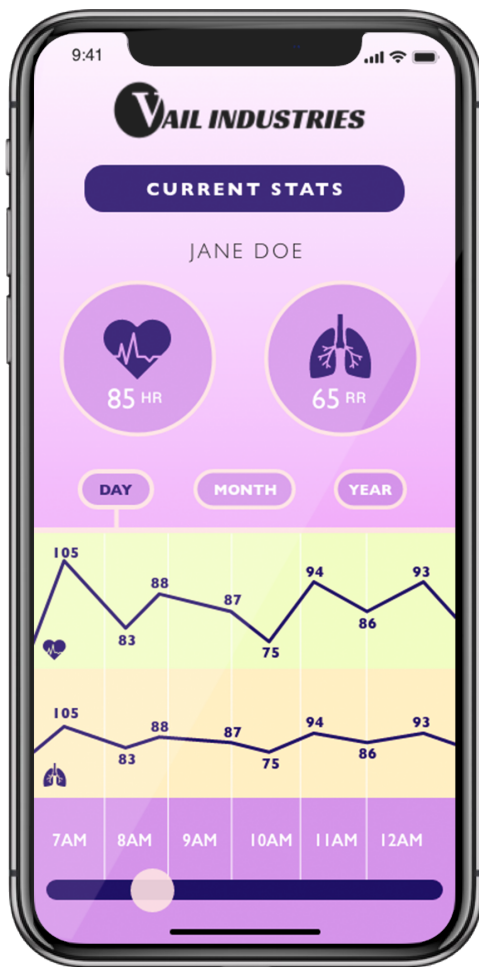 9:41
VAIL INDUSTRIES
CURRENT STATS
JANE DOE
85 HR
65 RR
DAY
MONTH
YEAR
105
83
88
87
75
94
86
93
105
83
88
87
75
94
86
93
7AM
8AM
9AM
10AM
11AM
12AM